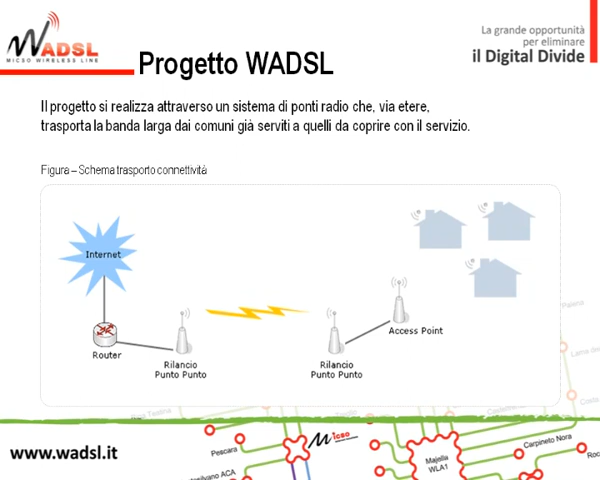 WADSL
MICSO WIRELESS LINE
La grande opportunità
per eliminare
il Digital Divide
Progetto WADSL
Il progetto si realizza attraverso un sistema di ponti radio che, via etere,
trasporta la banda larga dai comuni già serviti a quelli da coprire con il servizio.
Figura – Schema trasporto connettività
Internet
Router
Rilancio
Punto Punto
Rilancio
Punto Punto
Access Point
Palena
Pescara
Micso
Majella
WLA1
Carpineto Nora
silvano ACA
www.wadsl.it